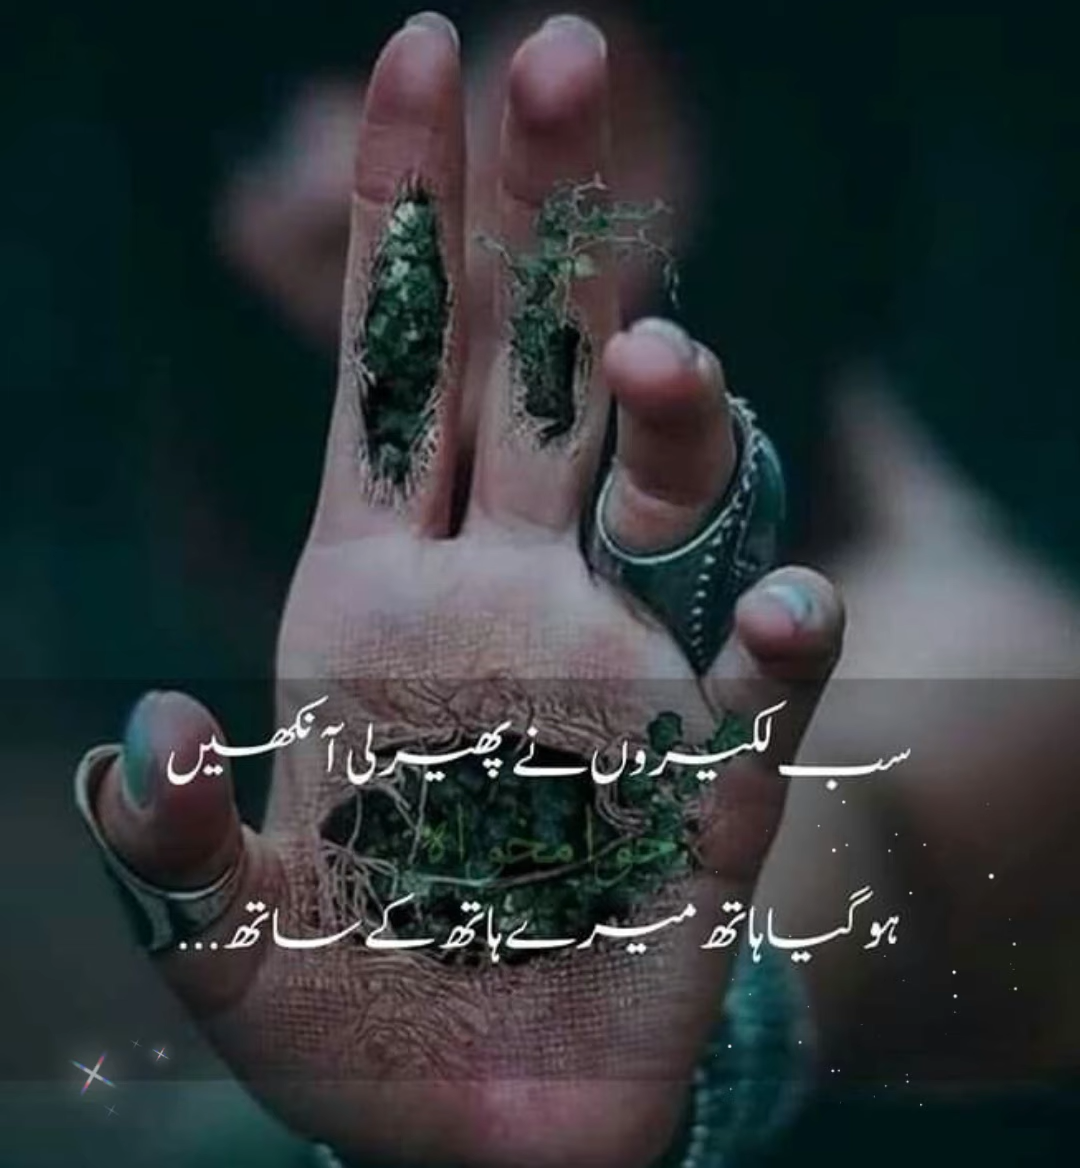 سب لکیروں نے پھیر لی آنکھیں
ہو گیا ہاتھ میرے ہاتھ کے ساتھ...